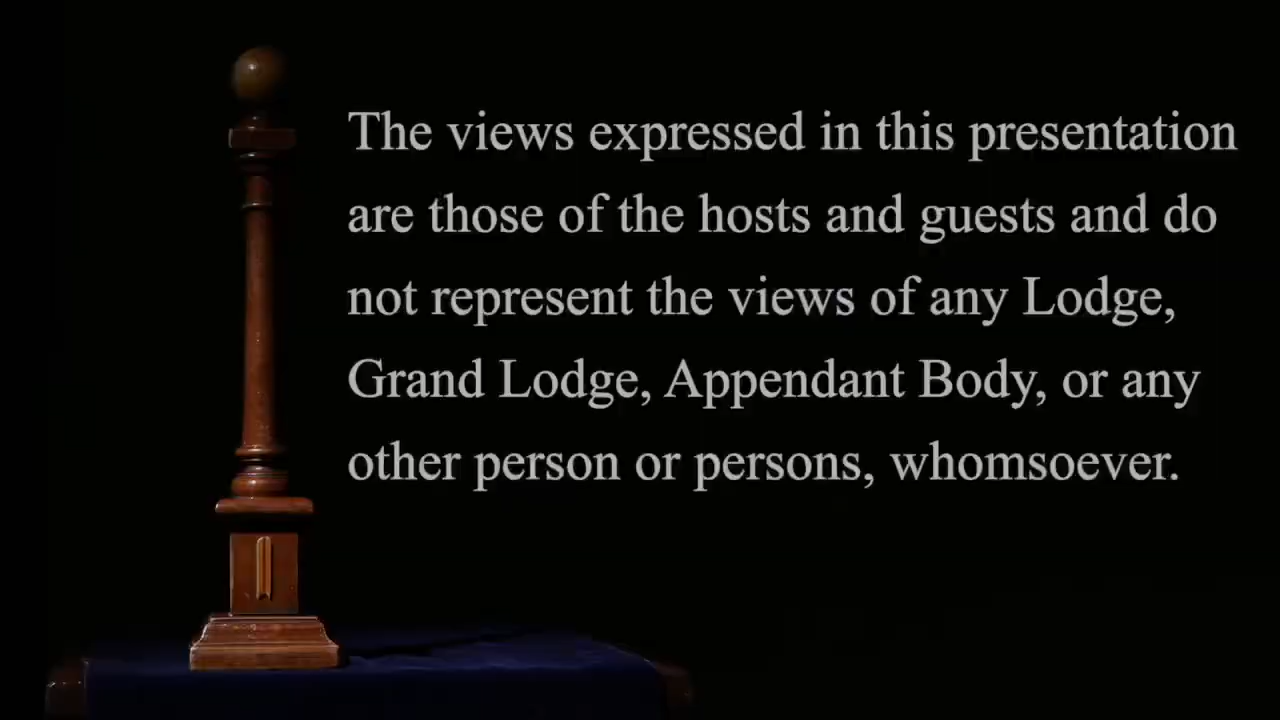 The views expressed in this presentation
are those of the hosts and guests and do
not represent the views of any Lodge,
Grand Lodge, Appendant Body, or any
other person or persons, whomsoever.